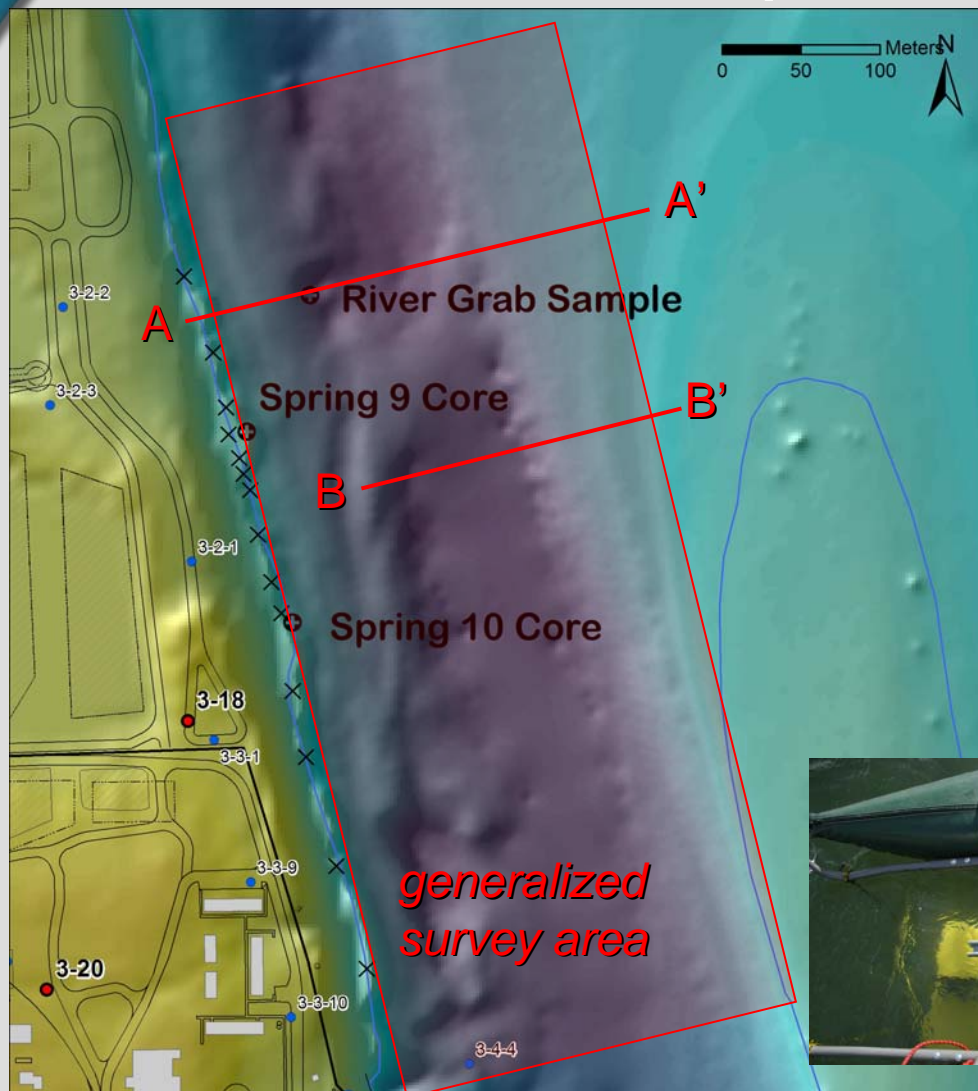 Meters
N
0 50 100
A'
3-2-2
River Grab Sample
A
3-2-3
Spring 9 Core
B'
B
3-2-1
Spring 10 Core
3-18
3-3-1
3-3-9
generalized
survey area
3-20
3-3-10
3-4-4